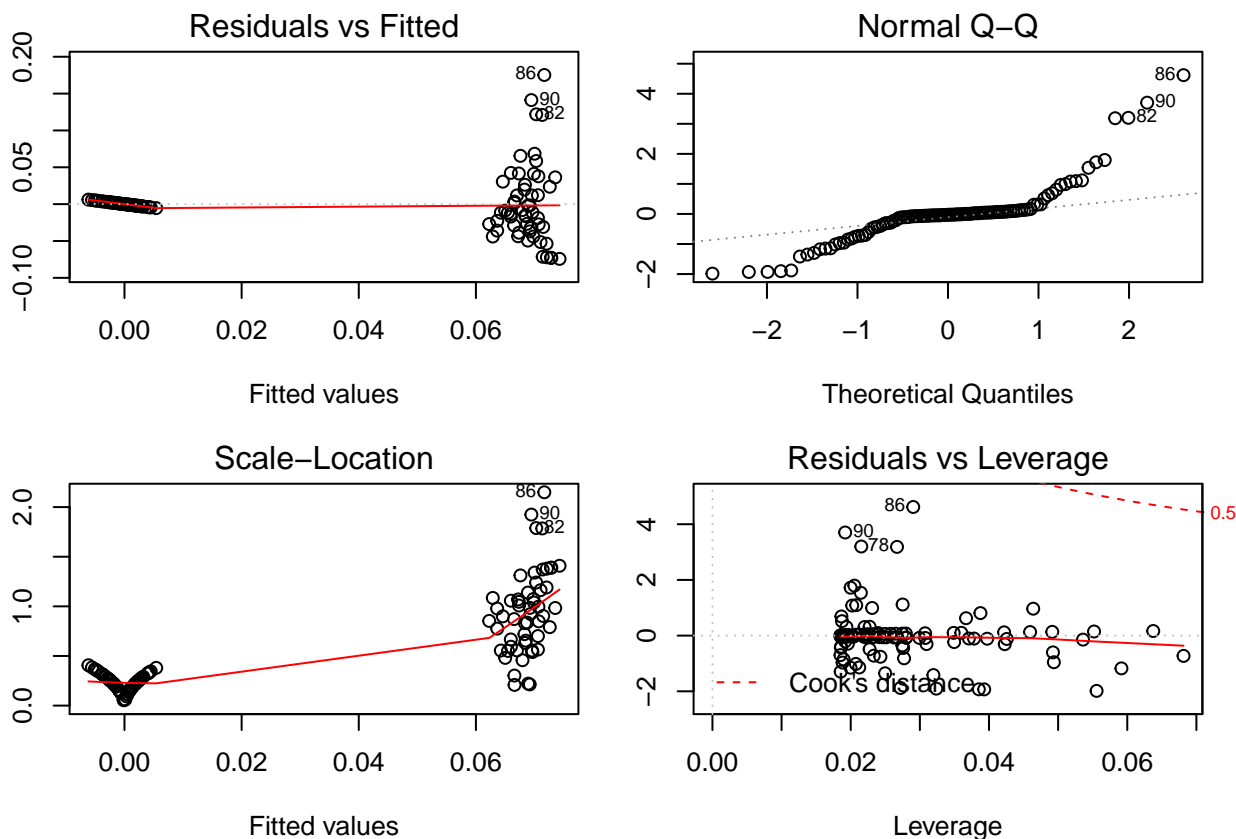 Residuals vs Fitted
0.20
0.05
−0.10
86
90
82
0.00 0.02 0.04 0.06
Fitted values
Normal Q−Q
4
2
0
−2
86
90
82
−2 −1 0 1 2
Theoretical Quantiles
Scale−Location
2.0
1.0
0.0
86
90
82
0.00 0.02 0.04 0.06
Fitted values
Residuals vs Leverage
4
2
0
−2
86
90
78
0.5
Cook's distance
0.00 0.02 0.04 0.06
Leverage